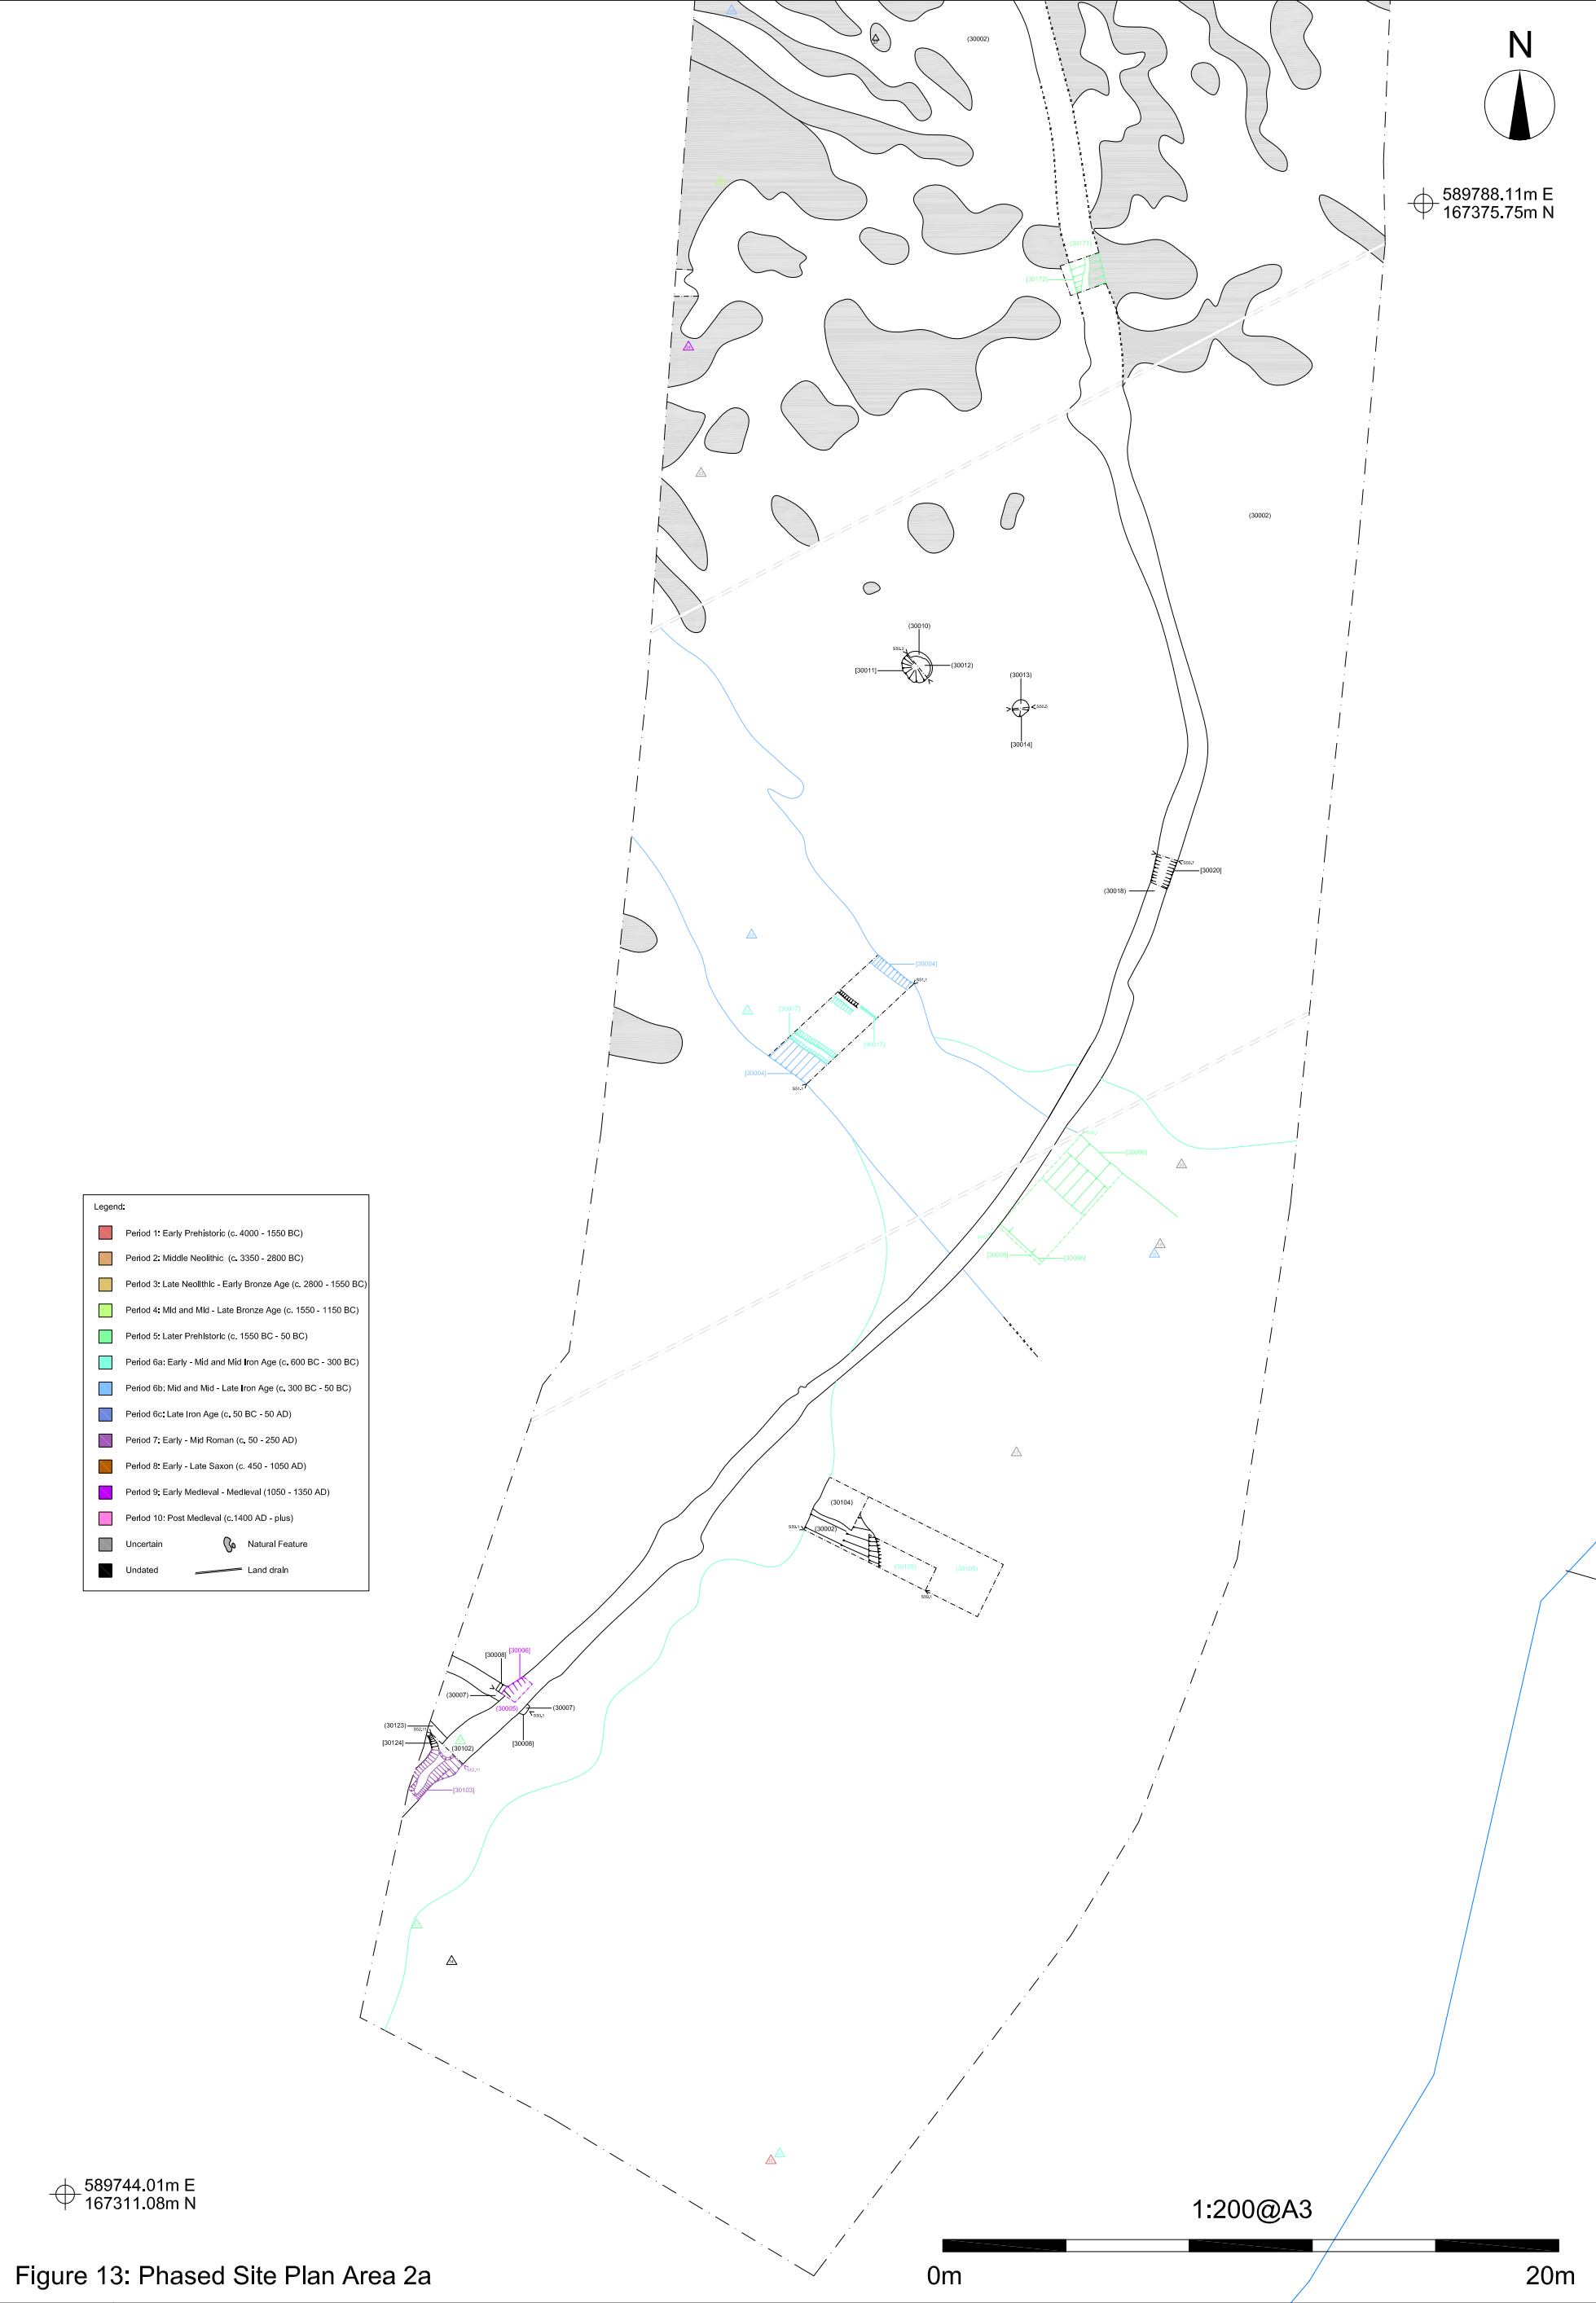 (30002)
N
589788.11m E
167375.75m N
(30171)
[30172]
(30002)
(30010)
[30011]
(30012)
(30013)
[30014]
[30020]
(30018)
[30004]
[30017]
[30017]
[30004]
Legend:
Period 1: Early Prehistoric (c. 4000 - 1550 BC)
Period 2: Middle Neolithic (c. 3350 - 2800 BC)
Period 3: Late Neolithic - Early Bronze Age (c. 2800 - 1550 BC)
Period 4: Mid and Mid - Late Bronze Age (c. 1550 - 1150 BC)
Period 5: Later Prehistoric (c. 1550 BC - 50 BC)
Period 6a: Early - Mid and Mid Iron Age (c. 600 BC - 300 BC)
Period 6b: Mid and Mid - Late Iron Age (c. 300 BC - 50 BC)
Period 6c: Late Iron Age (c. 50 BC - 50 AD)
Period 7: Early - Mid Roman (c. 50 - 250 AD)
Period 8: Early - Late Saxon (c. 450 - 1050 AD)
Period 9: Early Medieval - Medieval (1050 - 1350 AD)
Period 10: Post Medieval (c.1400 AD - plus)
Uncertain Natural Feature
Undated Land drain
(30104)
(30002)
(30105)
[30008]
[30006]
(30007)
(30005)
(30007)
[30008]
(30123)
[30124]
(30102)
[30103]
589744.01m E
167311.08m N
1:200@A3
0m 20m
Figure 13: Phased Site Plan Area 2a